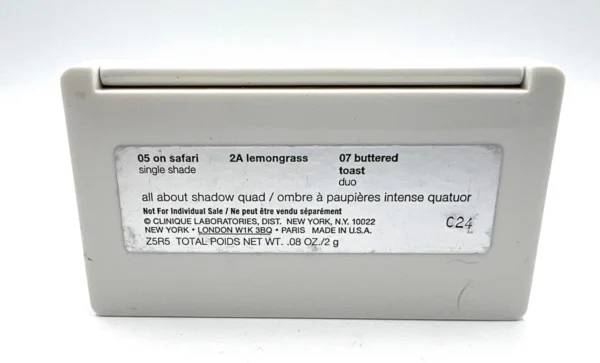 05 on safari 2A lemongrass 07 buttered
single shade toast
duo
all about shadow quad / ombre à paupières intense quatuor
Not For Individual Sale / Ne peut être vendu séparément
© CLINIQUE LABORATORIES, DIST. NEW YORK, N.Y. 10022
NEW YORK • LONDON W1K 3BQ • PARIS MADE IN U.S.A.
Z5R5 TOTAL POIDS NET WT. .08 OZ./2 g
C24